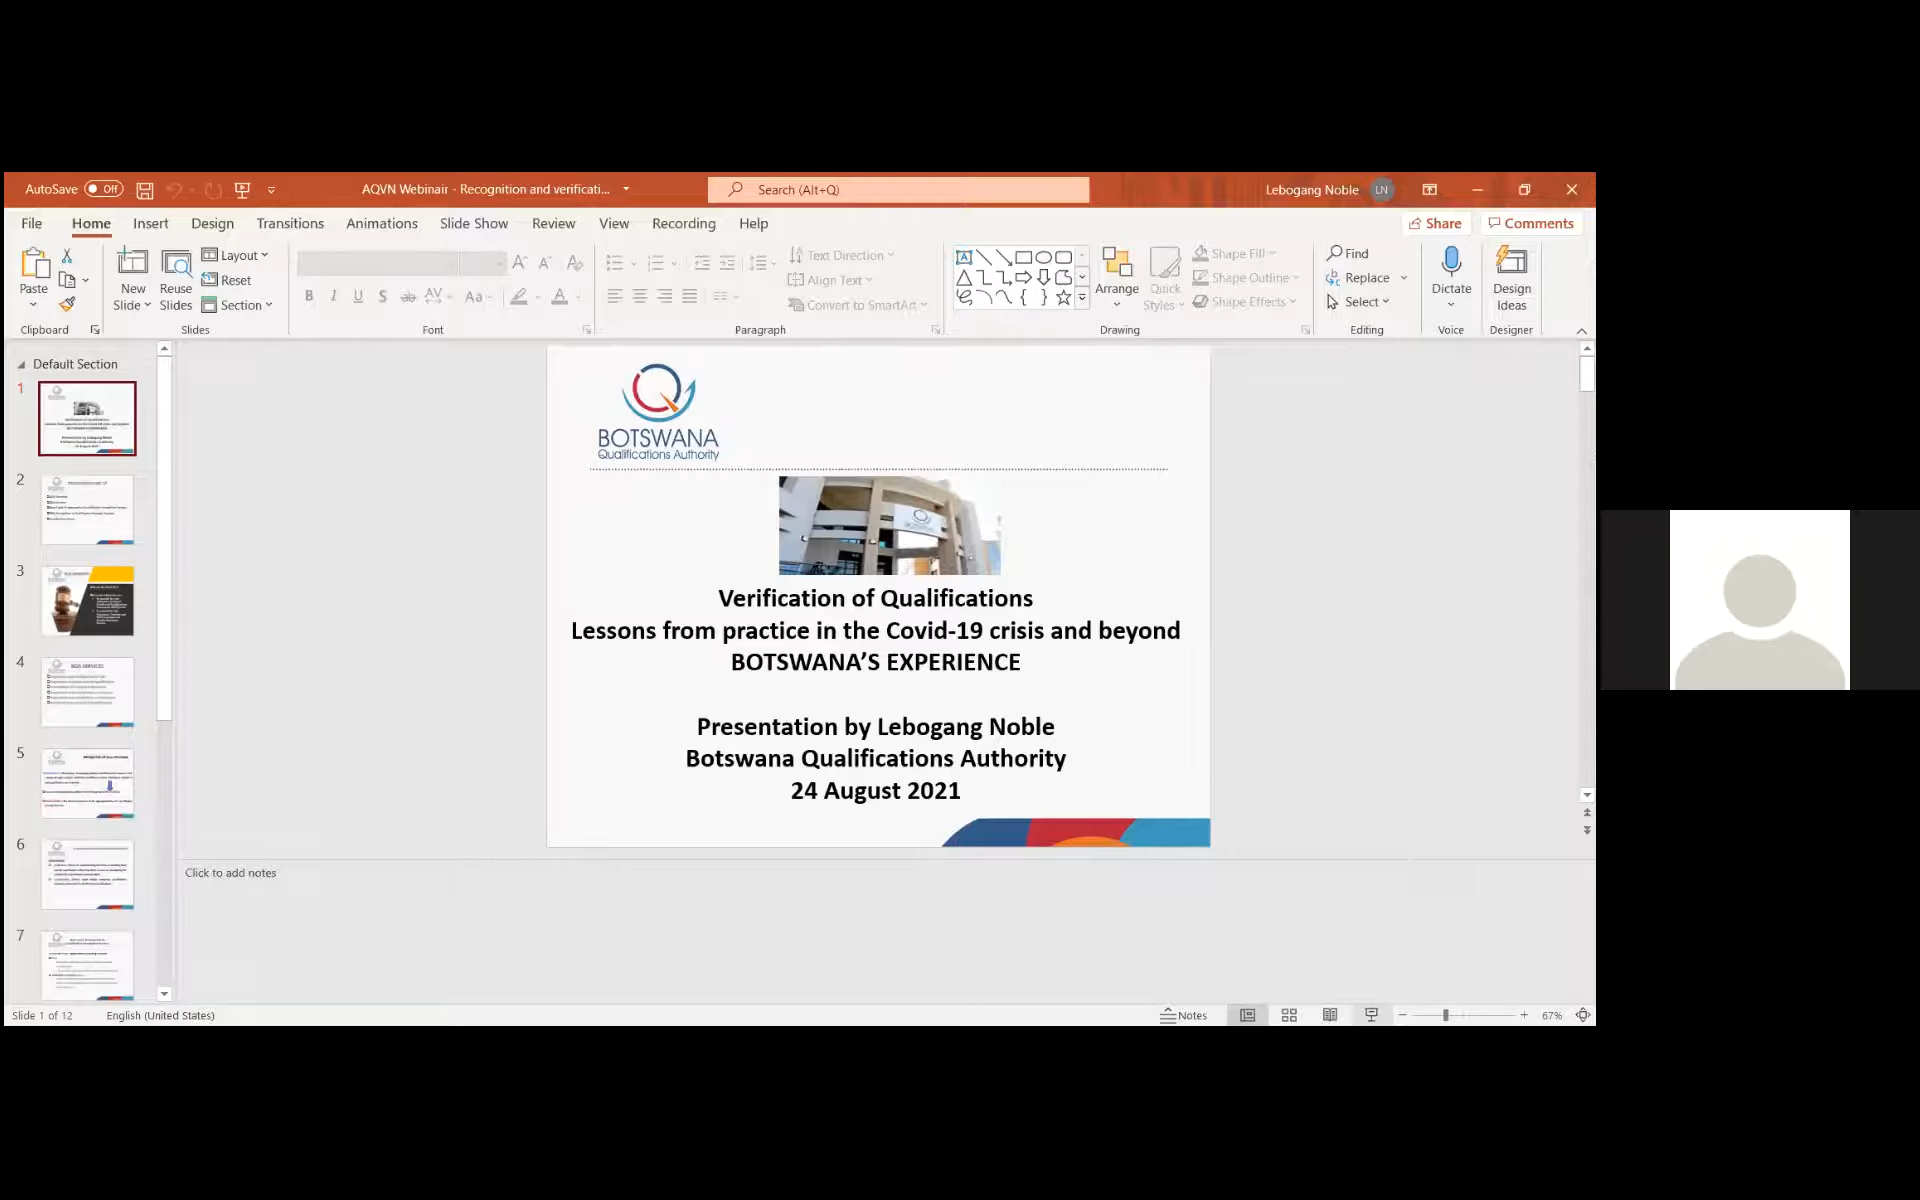 AutoSave Off
AQVN Webinair - Recognition and verificati...
Search (Alt+Q)
Lebogang Noble LN
File Home Insert Design Transitions Animations Slide Show Review View Recording Help
Share Comments
Paste
New Slide
Reuse Slides
Layout
Reset
Section
B I U S ab AV Aa A
Text Direction
Align Text
Convert to SmartArt
Arrange
Quick Styles
Shape Fill
Shape Outline
Shape Effects
Find
Replace
Select
Dictate
Design Ideas
Clipboard Slides Font Paragraph Drawing Editing Voice Designer
Default Section
1
2
3
4
BQA SERVICES
5
6
7
BOTSWANA
Qualifications Authority
Verification of Qualifications
Lessons from practice in the Covid-19 crisis and beyond
BOTSWANA’S EXPERIENCE
Presentation by Lebogang Noble
Botswana Qualifications Authority
24 August 2021
Click to add notes
Slide 1 of 12 English (United States) Notes 67%